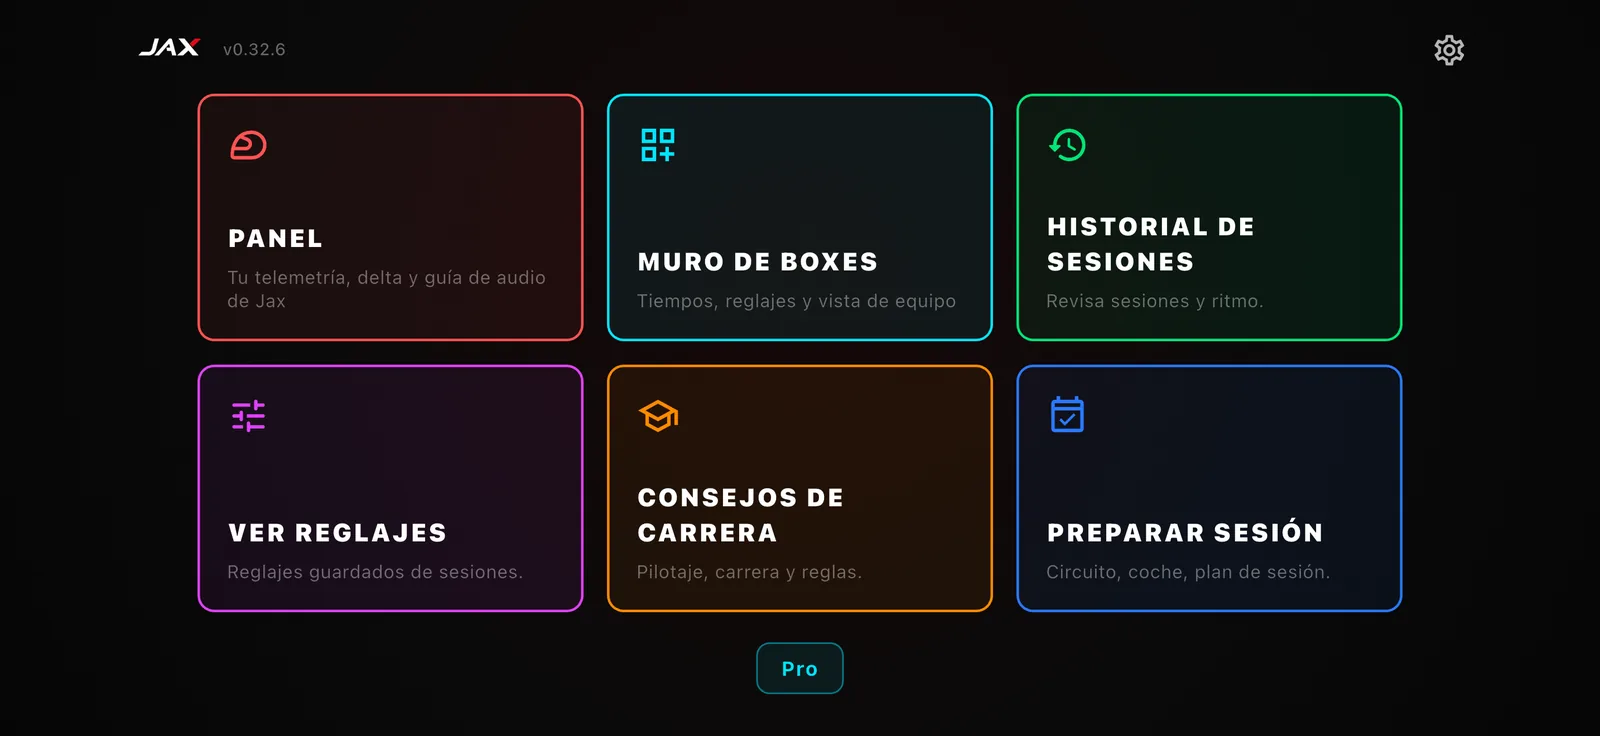 JAX v0.32.6
PANEL
Tu telemetría, delta y guía de audio
de Jax
MURO DE BOXES
Tiempos, reglajes y vista de equipo
HISTORIAL DE
SESIONES
Revisa sesiones y ritmo.
VER REGLAJES
Reglajes guardados de sesiones.
CONSEJOS DE
CARRERA
Pilotaje, carrera y reglas.
PREPARAR SESIÓN
Circuito, coche, plan de sesión.
Pro